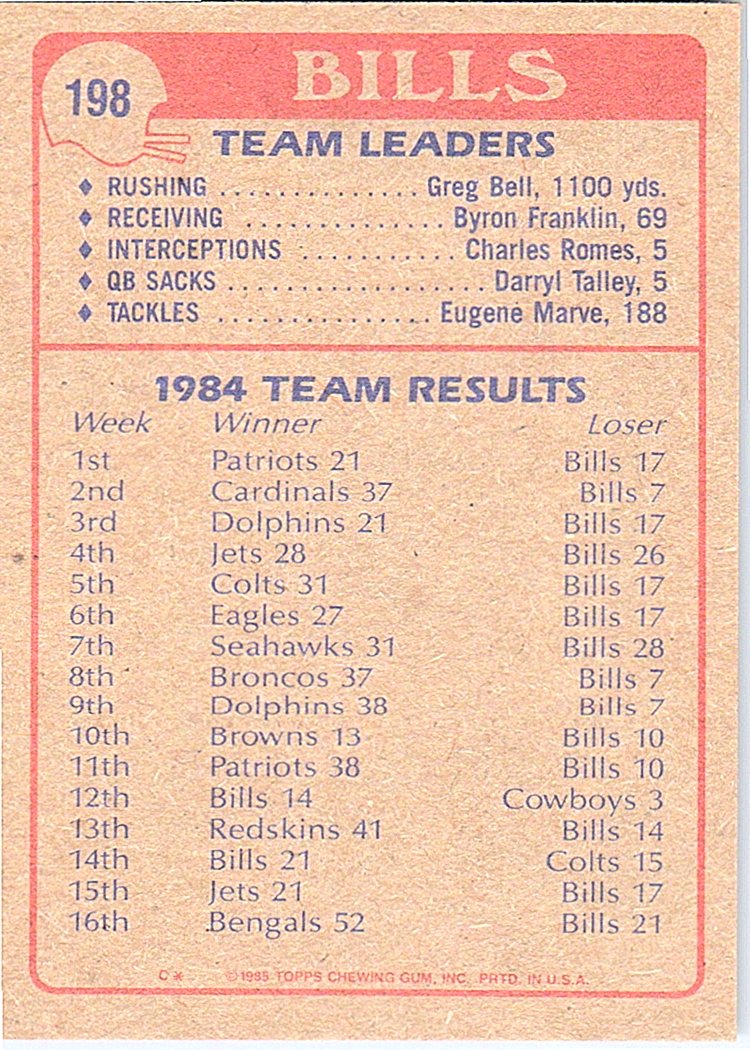 198
BILLS
TEAM LEADERS
♦ RUSHING ............... Greg Bell, 1100 yds.
♦ RECEIVING ............... Byron Franklin, 69
♦ INTERCEPTIONS ........... Charles Romes, 5
♦ QB SACKS .................. Darryl Talley, 5
♦ TACKLES ................ Eugene Marve, 188
1984 TEAM RESULTS
Week Winner Loser
1st Patriots 21 Bills 17
2nd Cardinals 37 Bills 7
3rd Dolphins 21 Bills 17
4th Jets 28 Bills 26
5th Colts 31 Bills 17
6th Eagles 27 Bills 17
7th Seahawks 31 Bills 28
8th Broncos 37 Bills 7
9th Dolphins 38 Bills 7
10th Browns 13 Bills 10
11th Patriots 38 Bills 10
12th Bills 14 Cowboys 3
13th Redskins 41 Bills 14
14th Bills 21 Colts 15
15th Jets 21 Bills 17
16th Bengals 52 Bills 21
C* ©1985 TOPPS CHEWING GUM, INC. PRTD. IN U.S.A.